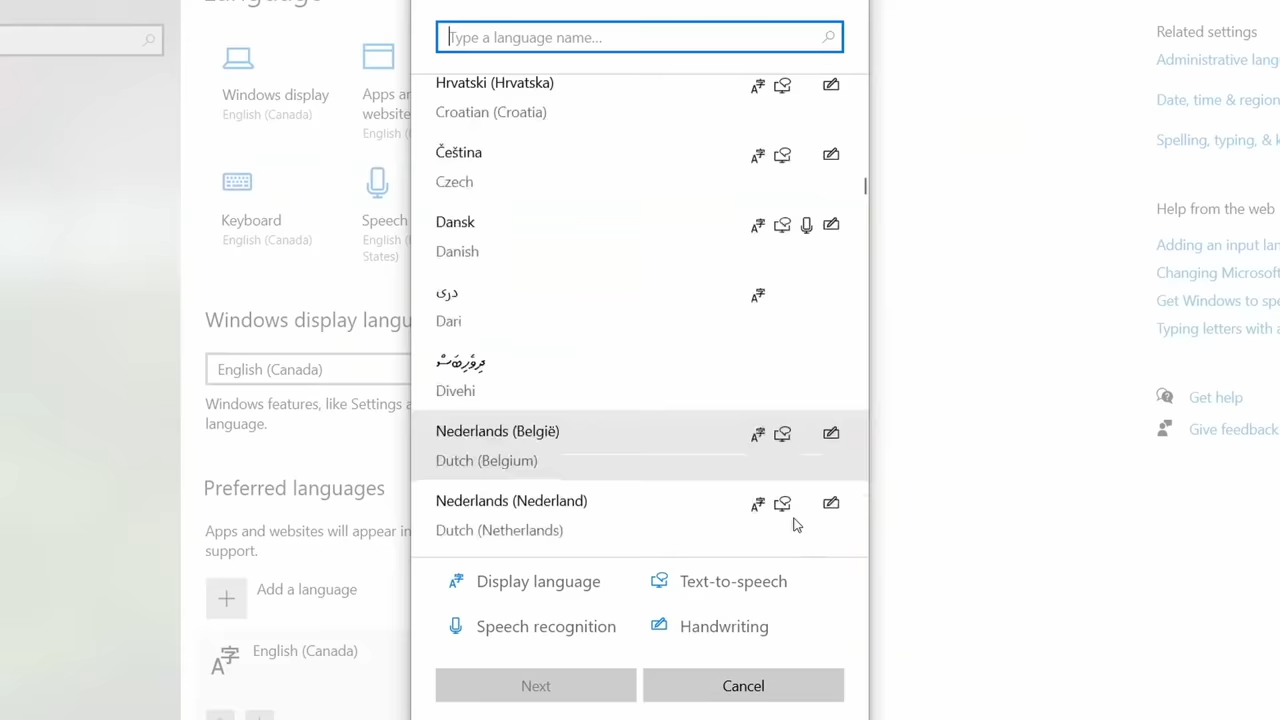 Language
Windows display
English (Canada)
Apps ar
website
English (
Keyboard
English (Canada)
Speech
English (
States)
Windows display langu
English (Canada)
Windows features, like Settings a
language.
Preferred languages
Apps and websites will appear in
support.
Add a language
English (Canada)
Type a language name...
Hrvatski (Hrvatska)
Croatian (Croatia)
Čeština
Czech
Dansk
Danish
درى
Dari
ދިވެހިބަސް
Divehi
Nederlands (België)
Dutch (Belgium)
Nederlands (Nederland)
Dutch (Netherlands)
Display language
Text-to-speech
Speech recognition
Handwriting
Next
Cancel
Related settings
Administrative lang
Date, time & region
Spelling, typing, & k
Help from the web
Adding an input lan
Changing Microsoft
Get Windows to spe
Typing letters with a
Get help
Give feedback